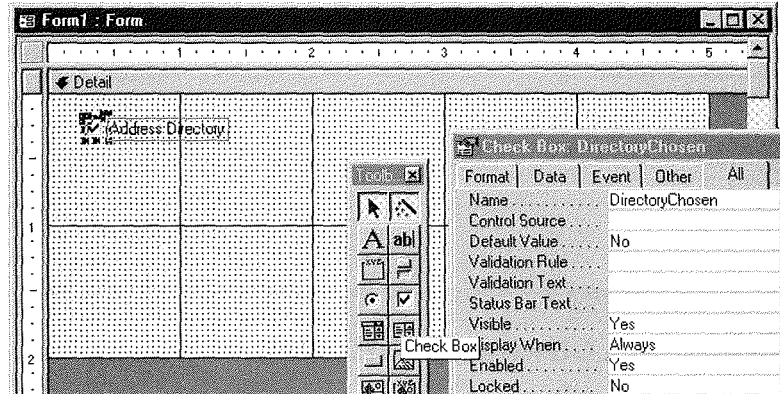 Form1 : Form
1 2 3 4 5
Detail
Address Directory
Check Box: DirectoryChosen
Toolb
Format Data Event Other All
Name . . . . . . . . . . . DirectoryChosen
Control Source . . . . .
Default Value . . . . . . No
Validation Rule . . . .
Validation Text . . . .
Status Bar Text . . . .
Visible . . . . . . . . . . . Yes
Display When . . . . . Always
Enabled . . . . . . . . . . Yes
Locked . . . . . . . . . . No
A ab
XYZ
Check Box
1
2